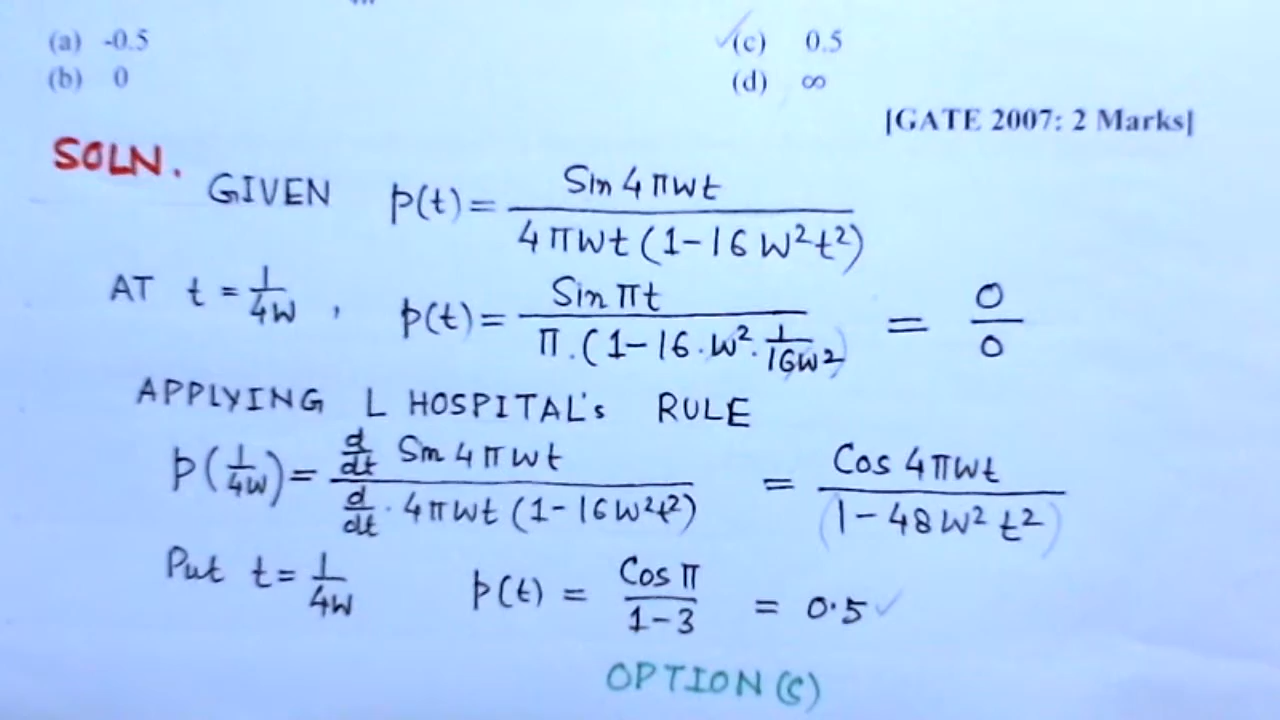 (a) -0.5 (c) 0.5
(b) 0 (d) ∞
[GATE 2007: 2 Marks]
SOLN.
GIVEN p(t) = Sin 4πwt / 4πwt (1-16w²t²)
AT t = 1/4w , p(t) = Sin πt / π.(1-16.w².1/16w²) = 0/0
APPLYING L HOSPITAL's RULE
p(1/4w) = d/dt Sin 4πwt / d/dt . 4πwt (1-16w²t²) = Cos 4πwt / (1-48w²t²)
Put t = 1/4w p(t) = Cos π / 1-3 = 0.5 ✓
OPTION (C)